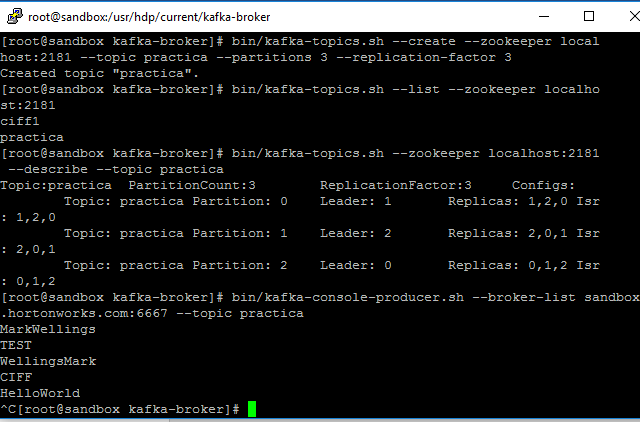 root@sandbox:/usr/hdp/current/kafka-broker
[root@sandbox kafka-broker]# bin/kafka-topics.sh --create --zookeeper local
host:2181 --topic practica --partitions 3 --replication-factor 3
Created topic "practica".
[root@sandbox kafka-broker]# bin/kafka-topics.sh --list --zookeeper localho
st:2181
ciff1
practica
[root@sandbox kafka-broker]# bin/kafka-topics.sh --zookeeper localhost:2181
 --describe --topic practica
Topic:practica  PartitionCount:3        ReplicationFactor:3     Configs:
        Topic: practica Partition: 0    Leader: 1       Replicas: 1,2,0 Isr
: 1,2,0
        Topic: practica Partition: 1    Leader: 2       Replicas: 2,0,1 Isr
: 2,0,1
        Topic: practica Partition: 2    Leader: 0       Replicas: 0,1,2 Isr
: 0,1,2
[root@sandbox kafka-broker]# bin/kafka-console-producer.sh --broker-list sandbox
.hortonworks.com:6667 --topic practica
MarkWellings
TEST
WellingsMark
CIFF
HelloWorld
^C[root@sandbox kafka-broker]#